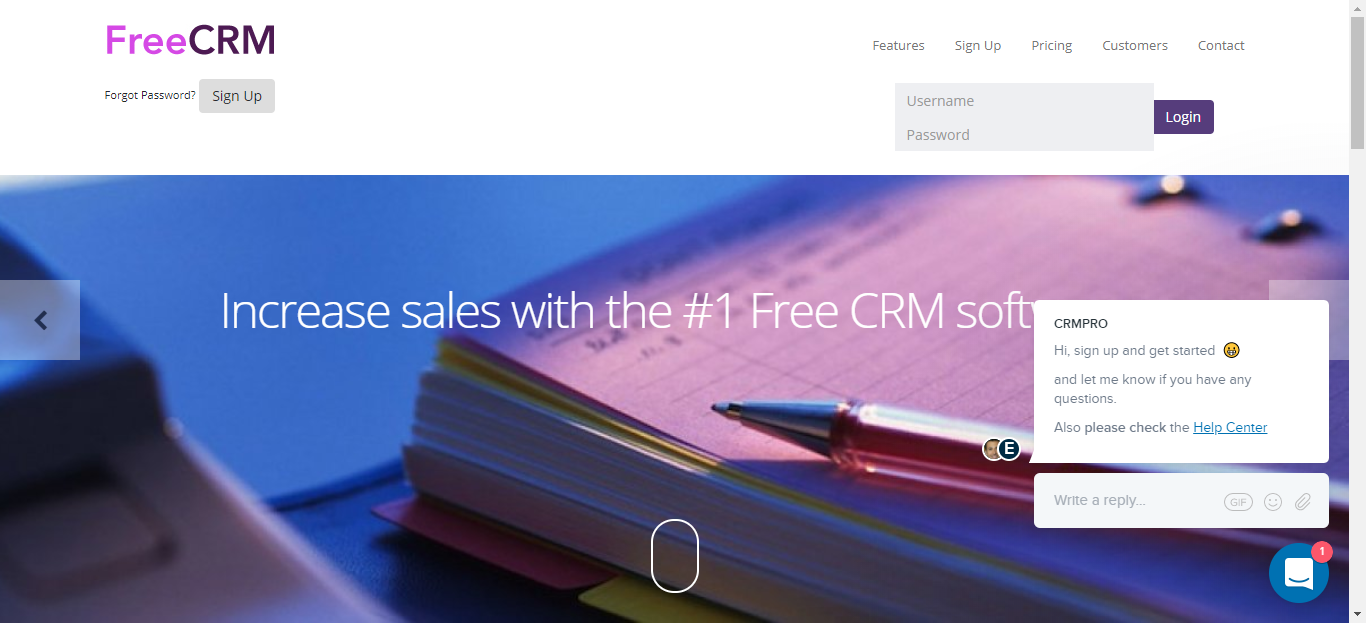 FreeCRM
Features Sign Up Pricing Customers Contact
Forgot Password? Sign Up
Username
Password
Login
Increase sales with the #1 Free CRM soft
CRMPRO
Hi, sign up and get started 😀
and let me know if you have any
questions.
Also please check the Help Center
E
Write a reply...
GIF
1